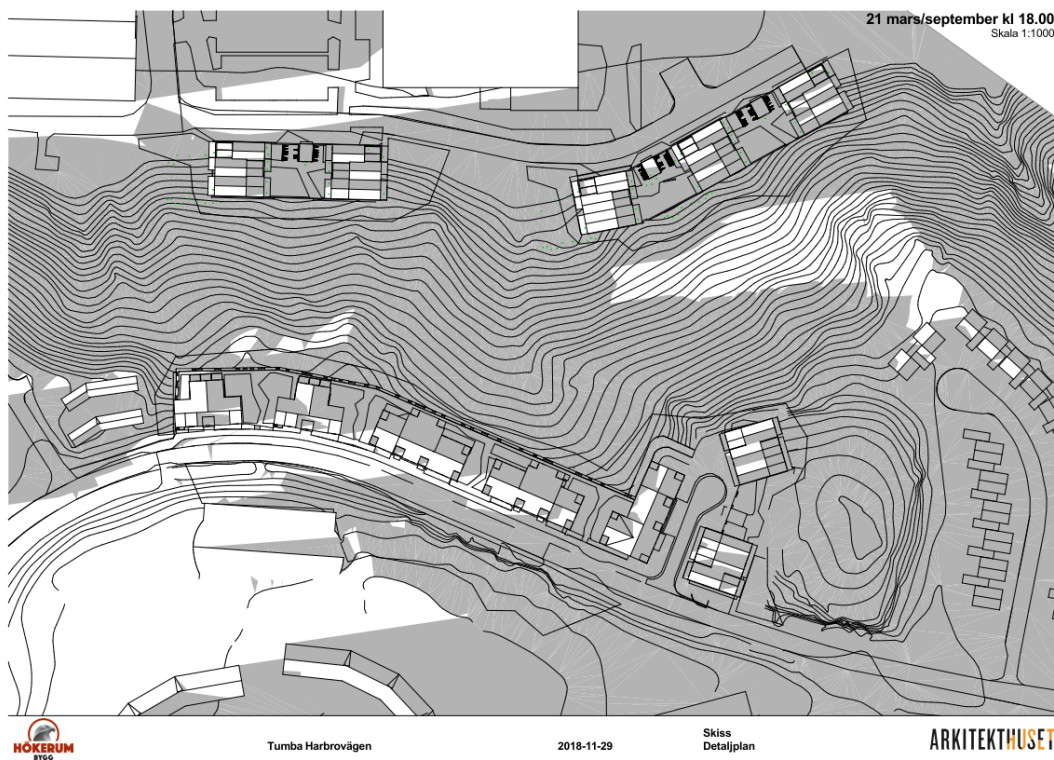 21 mars/september kl 18.00
Skala 1:1000
HÖKERUM
BYGG
Tumba Harbrovägen
2018-11-29
Skiss
Detaljplan
ARKITEKTHUSET